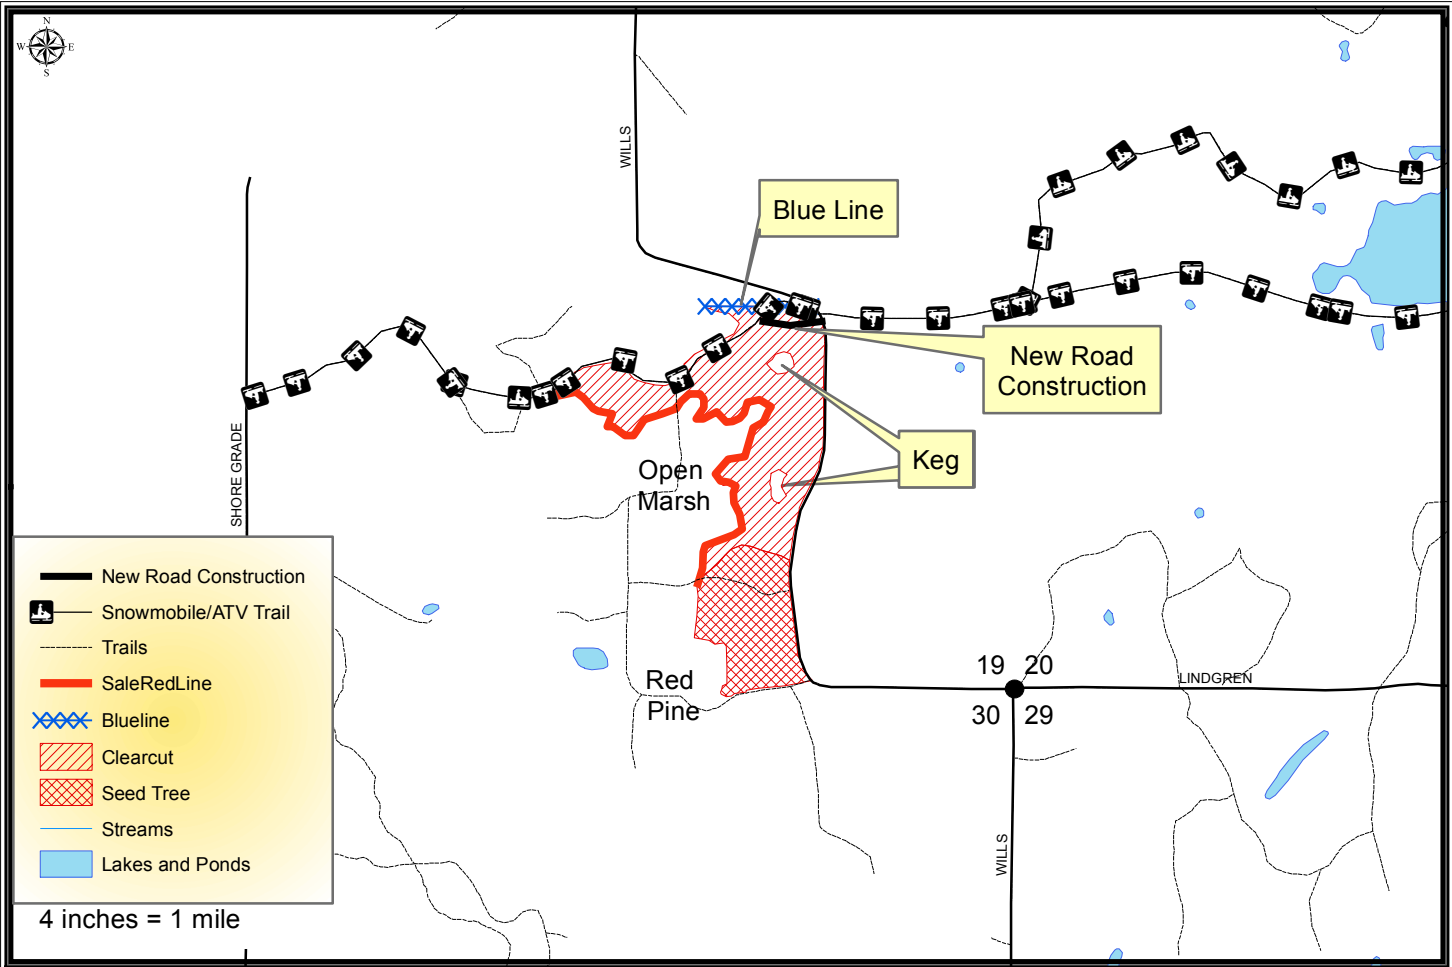 N
W E
S
WILLS
Blue Line
New Road
Construction
Keg
SHORE GRADE
Open
Marsh
New Road Construction
Snowmobile/ATV Trail
Trails
SaleRedLine
Blueline
Clearcut
Seed Tree
Streams
Lakes and Ponds
Red
Pine
19 20
LINDGREN
30 29
WILLS
4 inches = 1 mile